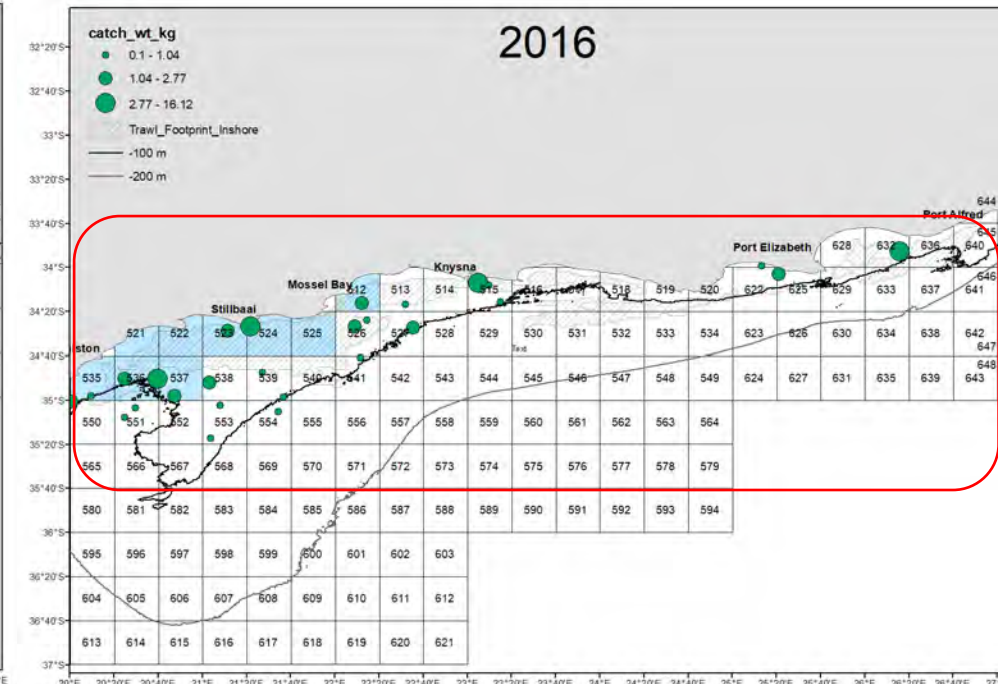 2016
catch_wt_kg
0.1 - 1.04
1.04 - 2.77
2.77 - 16.12
Trawl_Footprint_Inshore
-100 m
-200 m
32°20'S
32°40'S
33°S
33°20'S
33°40'S
34°S
34°20'S
34°40'S
35°S
35°20'S
35°40'S
36°S
36°20'S
36°40'S
37°S
644
Port Alfred
645
Port Elizabeth 628 632 636 640
Knysna
646
Mossel Bay 512 513 514 515 516 518 519 520 622 625 629 633 637 641
Stillbaai
521 522 523 524 525 526 527 528 529 530 531 532 533 534 623 626 630 634 638 642
647
Text
648
535 536 537 538 539 540 541 542 543 544 545 546 547 548 549 624 627 631 635 639 643
550 551 552 553 554 555 556 557 558 559 560 561 562 563 564
565 566 567 568 569 570 571 572 573 574 575 576 577 578 579
580 581 582 583 584 585 586 587 588 589 590 591 592 593 594
595 596 597 598 599 600 601 602 603
604 605 606 607 608 609 610 611 612
613 614 615 616 617 618 619 620 621